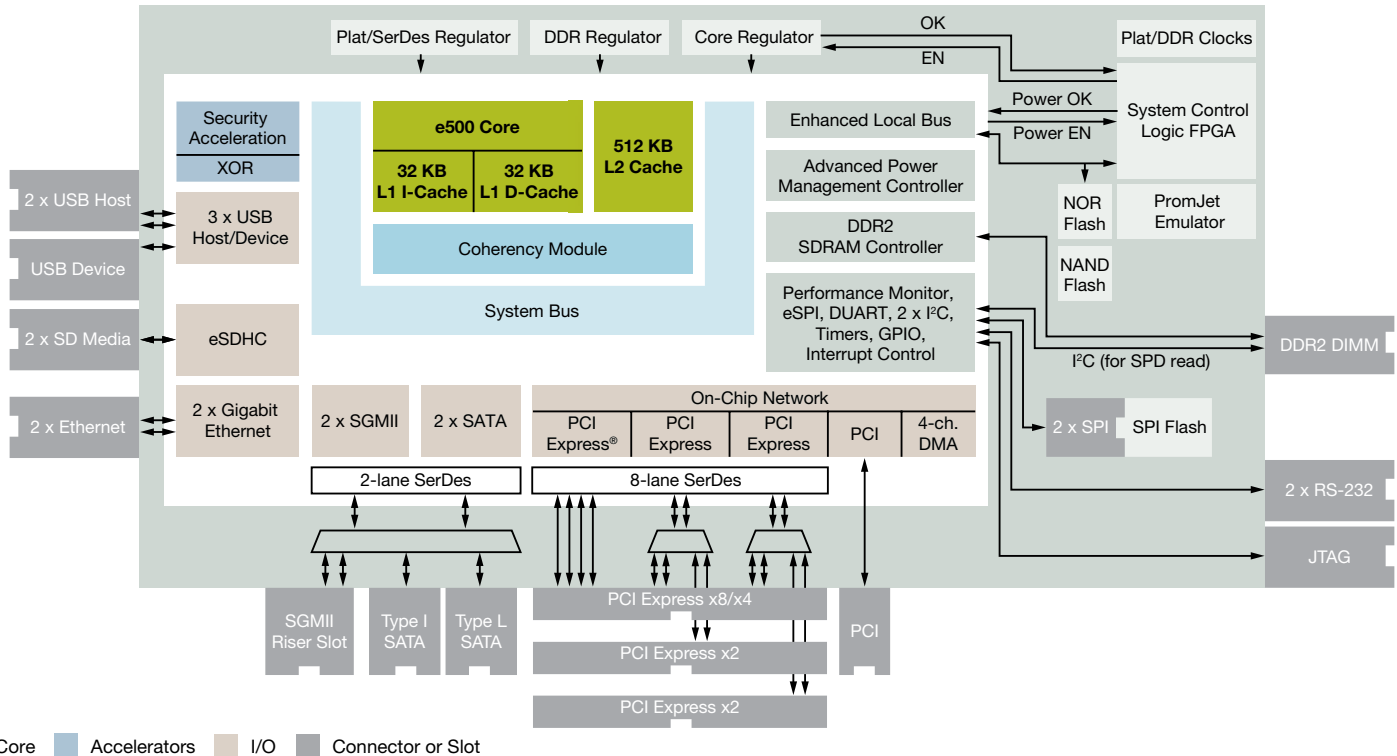 Plat/SerDes Regulator
DDR Regulator
Core Regulator
OK
EN
Plat/DDR Clocks
System Control
Logic FPGA
Power OK
Power EN
Security
Acceleration
XOR
e500 Core
32 KB
L1 I-Cache
32 KB
L1 D-Cache
512 KB
L2 Cache
Enhanced Local Bus
Advanced Power
Management Controller
NOR
Flash
PromJet
Emulator
2 x USB Host
3 x USB
Host/Device
Coherency Module
DDR2
SDRAM Controller
USB Device
NAND
Flash
System Bus
Performance Monitor,
eSPI, DUART, 2 x I²C,
Timers, GPIO,
Interrupt Control
2 x SD Media
eSDHC
DDR2 DIMM
I²C (for SPD read)
2 x Ethernet
2 x Gigabit
Ethernet
2 x SGMII
2 x SATA
On-Chip Network
PCI
Express®
PCI
Express
PCI
Express
PCI
4-ch.
DMA
2 x SPI
SPI Flash
2-lane SerDes
8-lane SerDes
2 x RS-232
JTAG
SGMII
Riser Slot
Type I
SATA
Type L
SATA
PCI Express x8/x4
PCI
PCI Express x2
PCI Express x2
Core
Accelerators
I/O
Connector or Slot